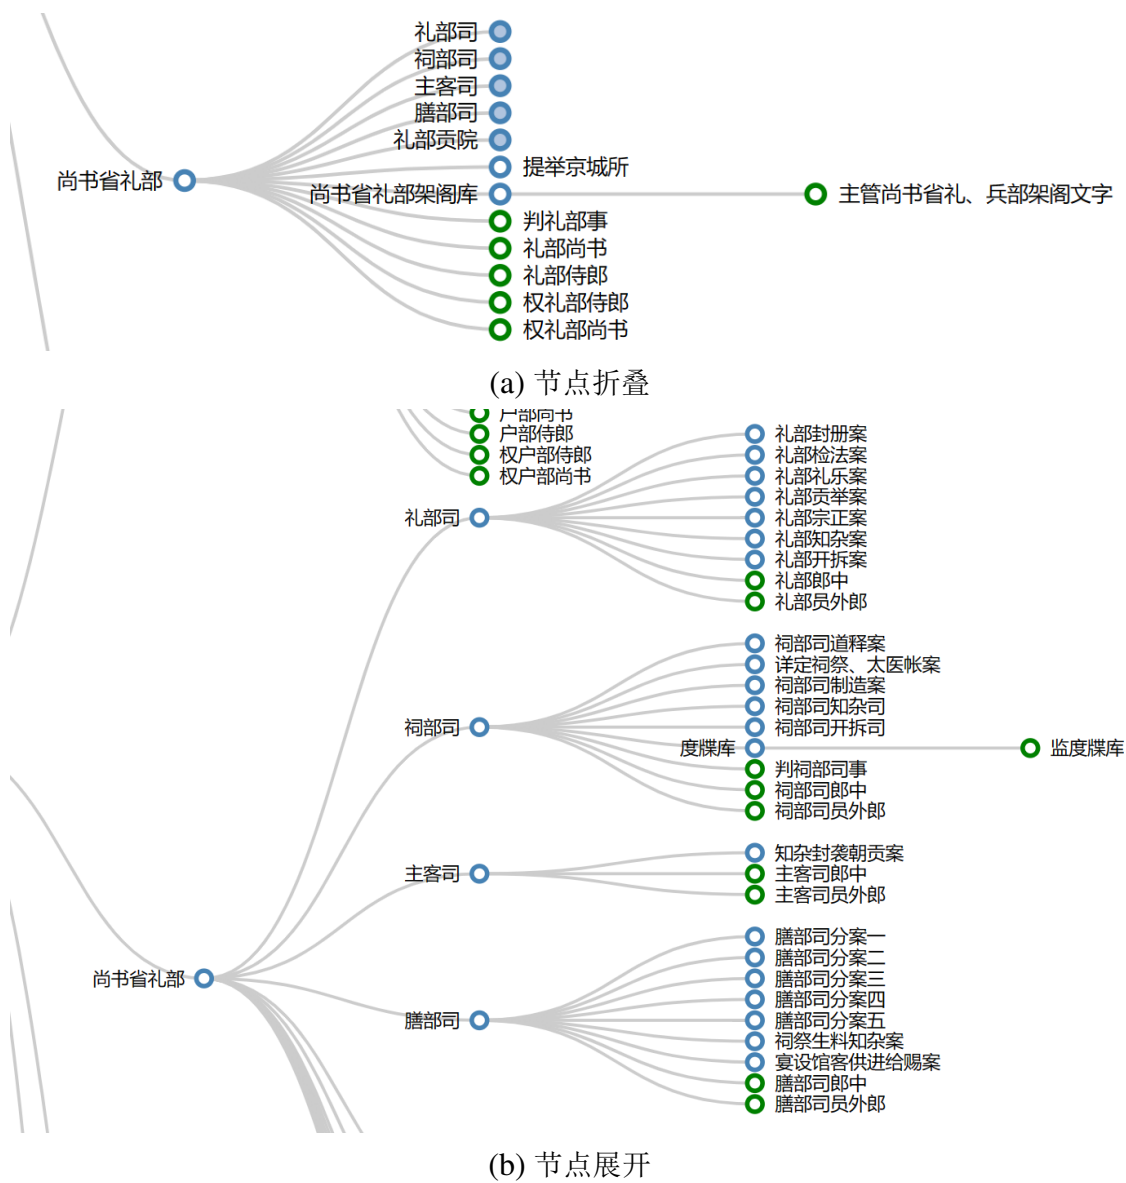 礼部司
祠部司
主客司
膳部司
礼部贡院
尚书省礼部
提举京城所
尚书省礼部架阁库
主管尚书省礼、兵部架阁文字
判礼部事
礼部尚书
礼部侍郎
权礼部侍郎
权礼部尚书
(a) 节点折叠
户部尚书
户部侍郎
权户部侍郎
权户部尚书
礼部司
礼部封册案
礼部检法案
礼部礼乐案
礼部贡举案
礼部宗正案
礼部知杂案
礼部开拆案
礼部郎中
礼部员外郎
祠部司
祠部司道释案
详定祠祭、太医帐案
祠部司制造案
祠部司知杂司
祠部司开拆司
度牒库
监度牒库
判祠部司事
祠部司郎中
祠部司员外郎
主客司
知杂封袭朝贡案
主客司郎中
主客司员外郎
尚书省礼部
膳部司
膳部司分案一
膳部司分案二
膳部司分案三
膳部司分案四
膳部司分案五
祠祭生料知杂案
宴设馆客供进给赐案
膳部司郎中
膳部司员外郎
(b) 节点展开